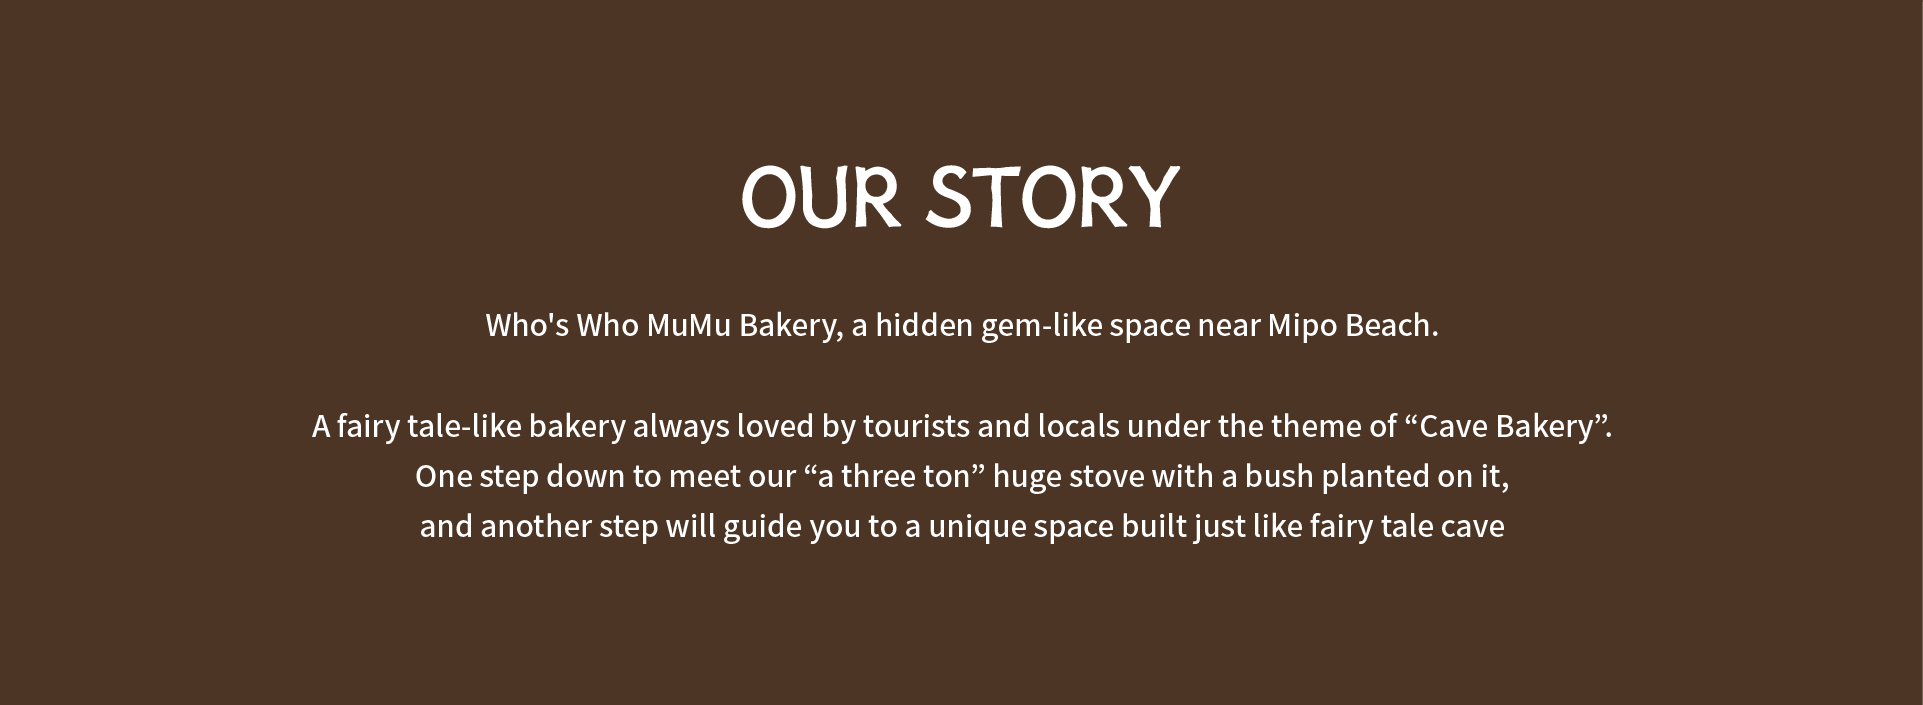 OUR STORY
Who's Who MuMu Bakery, a hidden gem-like space near Mipo Beach.
A fairy tale-like bakery always loved by tourists and locals under the theme of “Cave Bakery”.
One step down to meet our “a three ton” huge stove with a bush planted on it,
and another step will guide you to a unique space built just like fairy tale cave